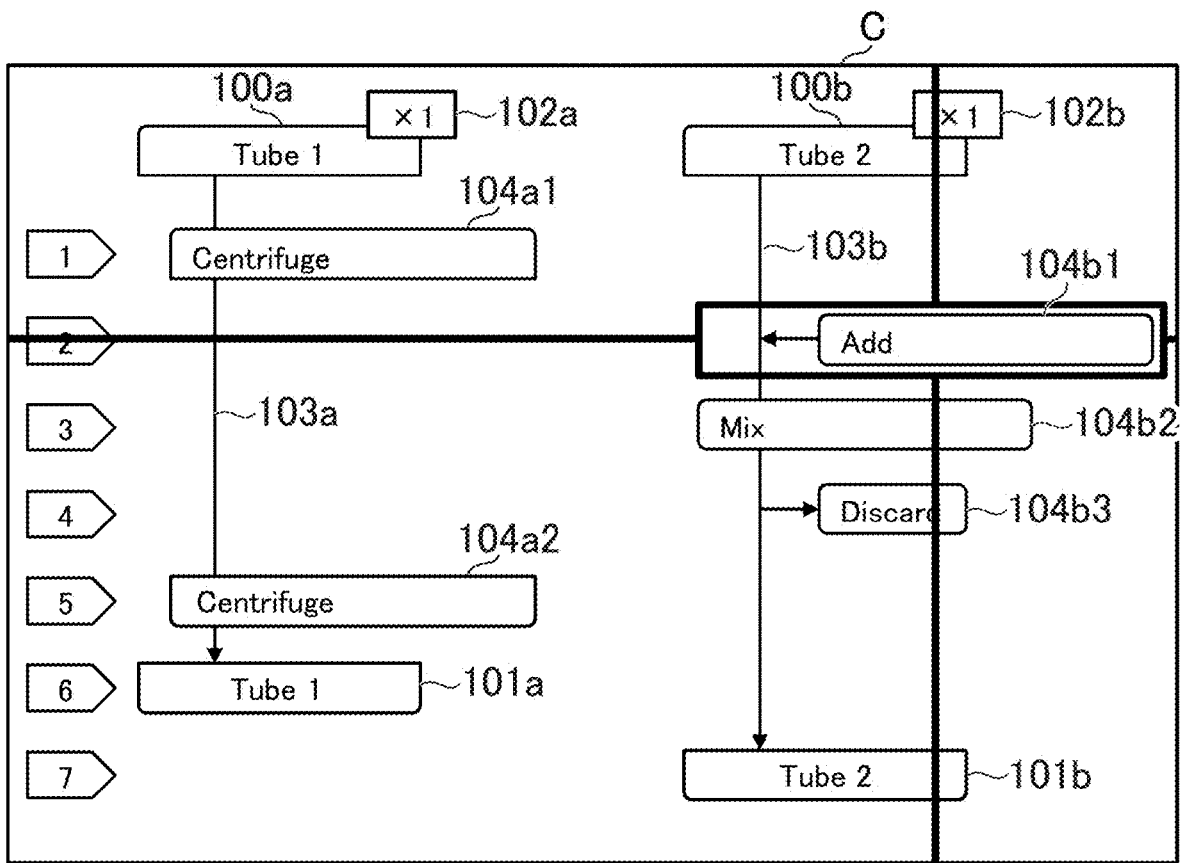 C
100a
× 1
102a
100b
× 1
102b
Tube 1
Tube 2
104a1
1
Centrifuge
103b
104b1
2
Add
103a
3
Mix
104b2
4
Discard
104b3
104a2
5
Centrifuge
6
Tube 1
101a
7
Tube 2
101b